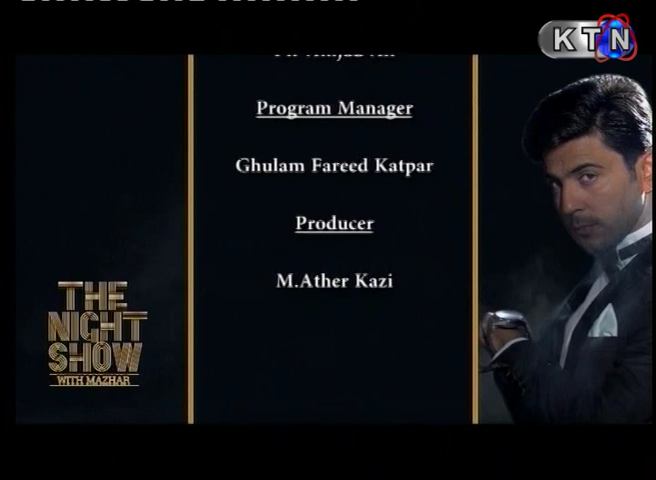 KTN
Program Manager
Ghulam Fareed Katpar
Producer
M.Ather Kazi
THE
NIGHT
SHOW
WITH MAZHAR